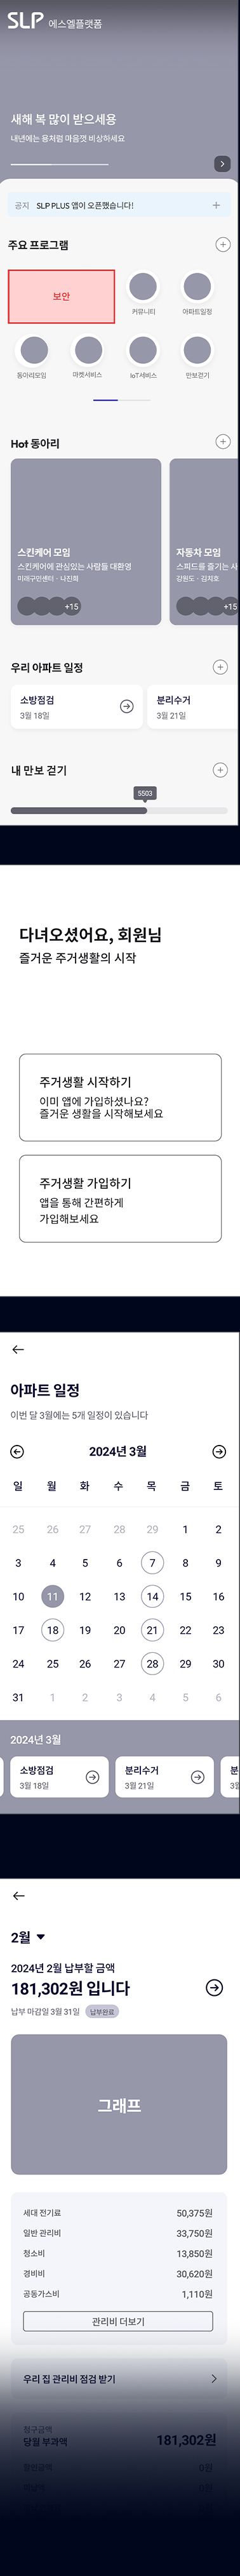 SLP 에스엘플랫폼
새해 복 많이 받으세용
내년에는 용처럼 마음껏 비상하세요
공지 SLP PLUS 앱이 오픈했습니다!
주요 프로그램
보안
커뮤니티
아파트일정
동아리모임
마켓서비스
IoT서비스
만보걷기
Hot 동아리
스킨케어 모임
스킨케어에 관심있는 사람들 대환영
미래구민센터 · 나진희
+15
자동차 모임
스피드를 즐기는 사
강원도 · 김치호
+15
우리 아파트 일정
소방점검
3월 18일
분리수거
3월 21일
내 만보 걷기
5503
다녀오셨어요, 회원님
즐거운 주거생활의 시작
주거생활 시작하기
이미 앱에 가입하셨나요?
즐거운 생활을 시작해보세요
주거생활 가입하기
앱을 통해 간편하게
가입해보세요
아파트 일정
이번 달 3월에는 5개 일정이 있습니다
2024년 3월
일 월 화 수 목 금 토
25 26 27 28 29 1 2
3 4 5 6 7 8 9
10 11 12 13 14 15 16
17 18 19 20 21 22 23
24 25 26 27 28 29 30
31 1 2 3 4 5 6
2024년 3월
소방점검
3월 18일
분리수거
3월 21일
분
3월
2월
2024년 2월 납부할 금액
181,302원 입니다
납부 마감일 3월 31일 납부완료
그래프
세대 전기료 50,375원
일반 관리비 33,750원
청소비 13,850원
경비비 30,620원
공동가스비 1,110원
관리비 더보기
우리 집 관리비 점검 받기
청구금액
당월 부과액 181,302원
할인금액 0원